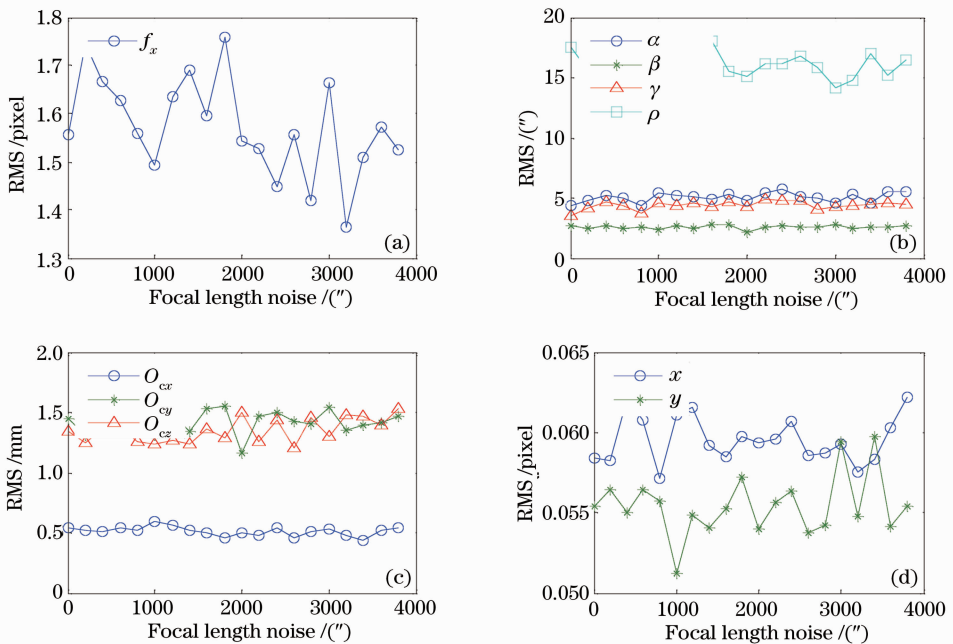 1.8
1.7
1.6
1.5
1.4
1.3
RMS /pixel
f_x
(a)
0 1000 2000 3000 4000
Focal length noise /(″)
20
15
10
5
0
RMS /(″)
α
β
γ
ρ
(b)
0 1000 2000 3000 4000
Focal length noise /(″)
2.0
1.5
1.0
0.5
0
RMS /mm
O_cx
O_cy
O_cz
(c)
0 1000 2000 3000 4000
Focal length noise /(″)
0.065
0.060
0.055
0.050
RMS /pixel
x
y
(d)
0 1000 2000 3000 4000
Focal length noise /(″)